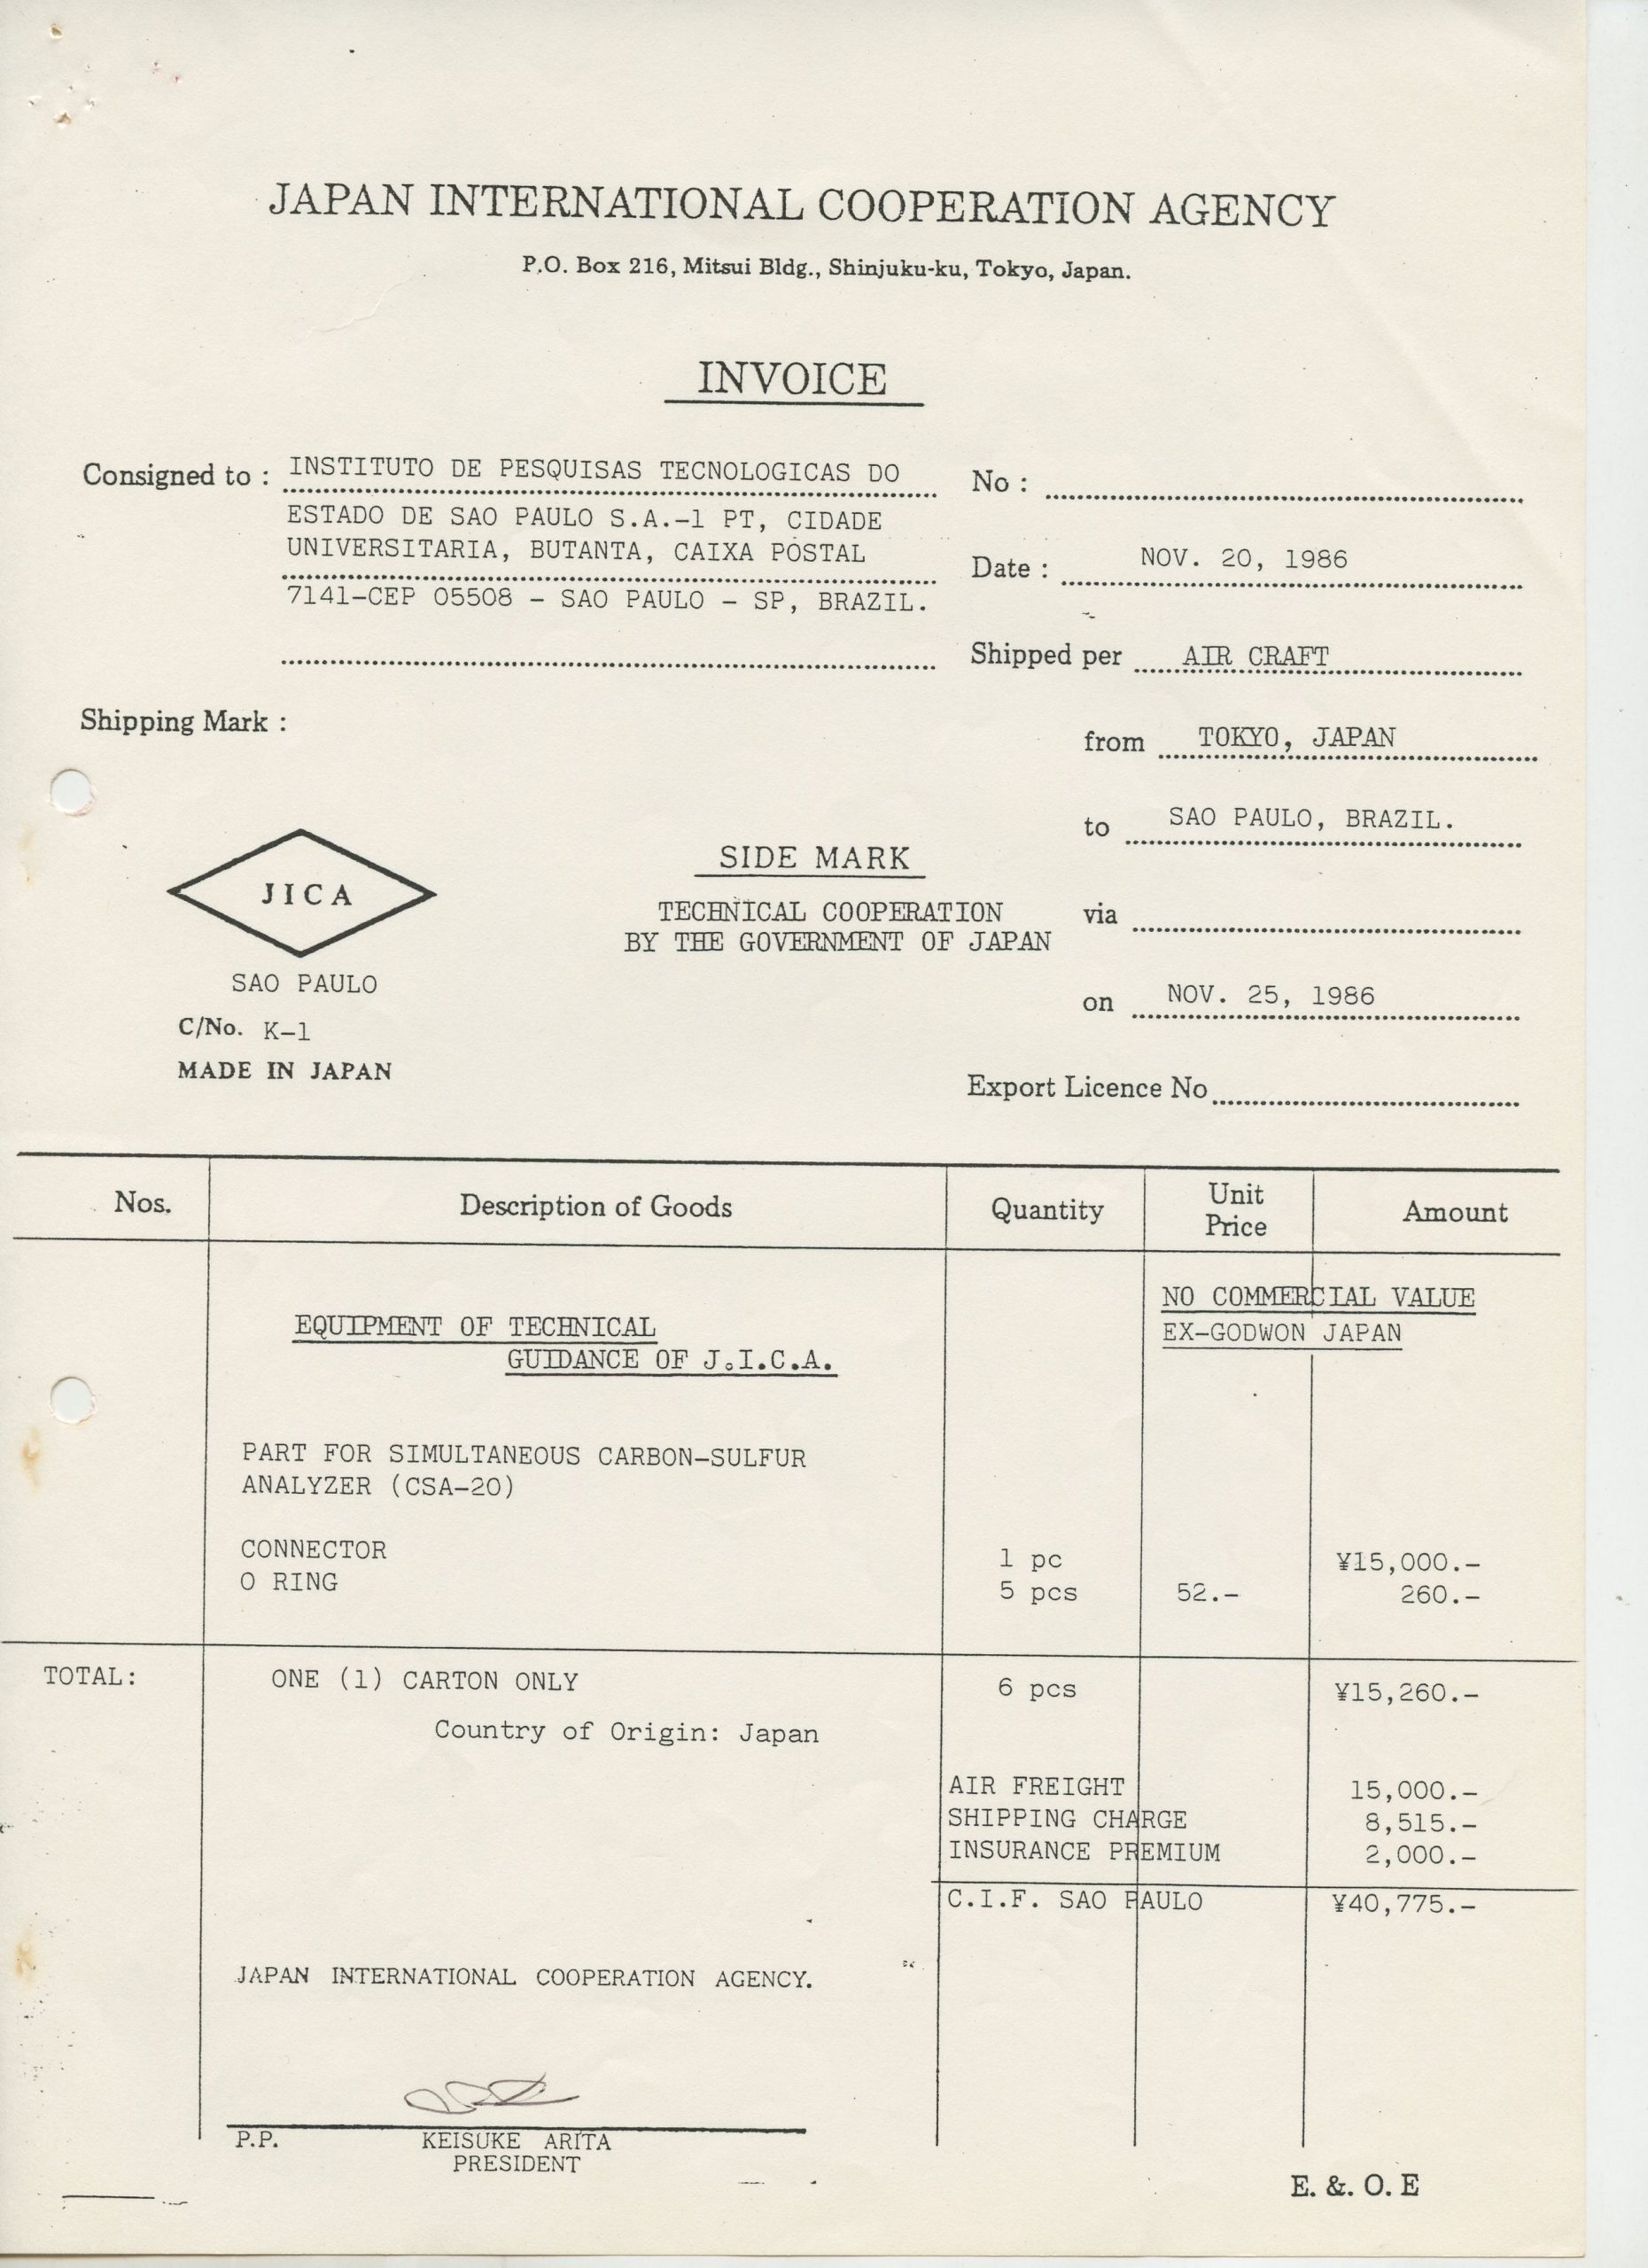 JAPAN INTERNATIONAL COOPERATION AGENCY
P.O. Box 216, Mitsui Bldg., Shinjuku-ku, Tokyo, Japan.
INVOICE
Consigned to : INSTITUTO DE PESQUISAS TECNOLOGICAS DO
ESTADO DE SAO PAULO S.A.-1 PT, CIDADE
UNIVERSITARIA, BUTANTA, CAIXA POSTAL
7141-CEP 05508 - SAO PAULO - SP, BRAZIL.
No :
Date : NOV. 20, 1986
Shipped per AIR CRAFT
from TOKYO, JAPAN
to SAO PAULO, BRAZIL.
via
on NOV. 25, 1986
Export Licence No
Shipping Mark :
JICA
SAO PAULO
C/No. K-1
MADE IN JAPAN
SIDE MARK
TECHNICAL COOPERATION
BY THE GOVERNMENT OF JAPAN
Nos. Description of Goods Quantity Unit Price Amount
NO COMMERCIAL VALUE
EX-GODWON JAPAN
EQUIPMENT OF TECHNICAL
GUIDANCE OF J.I.C.A.
PART FOR SIMULTANEOUS CARBON-SULFUR
ANALYZER (CSA-20)
CONNECTOR 1 pc ¥15,000.-
O RING 5 pcs 52.- 260.-
TOTAL: ONE (1) CARTON ONLY 6 pcs ¥15,260.-
Country of Origin: Japan
AIR FREIGHT 15,000.-
SHIPPING CHARGE 8,515.-
INSURANCE PREMIUM 2,000.-
C.I.F. SAO PAULO ¥40,775.-
JAPAN INTERNATIONAL COOPERATION AGENCY.
P.P. KEISUKE ARITA
PRESIDENT
E. &. O. E